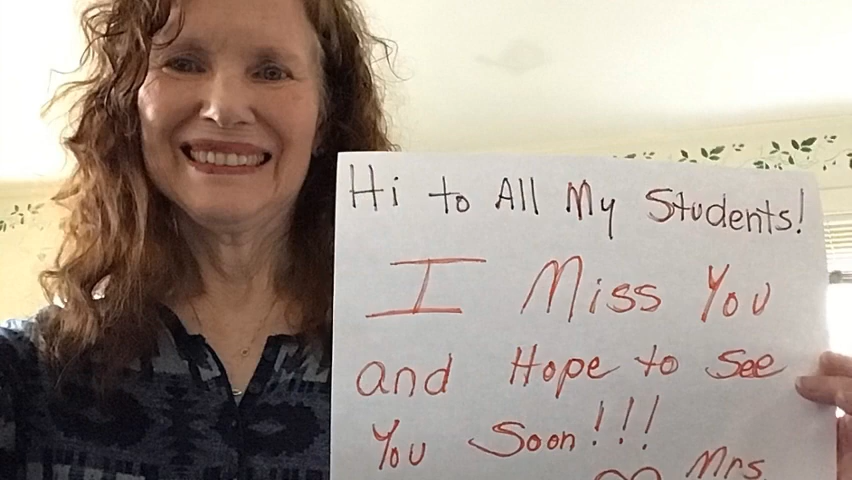 Hi to All My Students!
I Miss You
and Hope to See
You Soon!!!
Mrs.